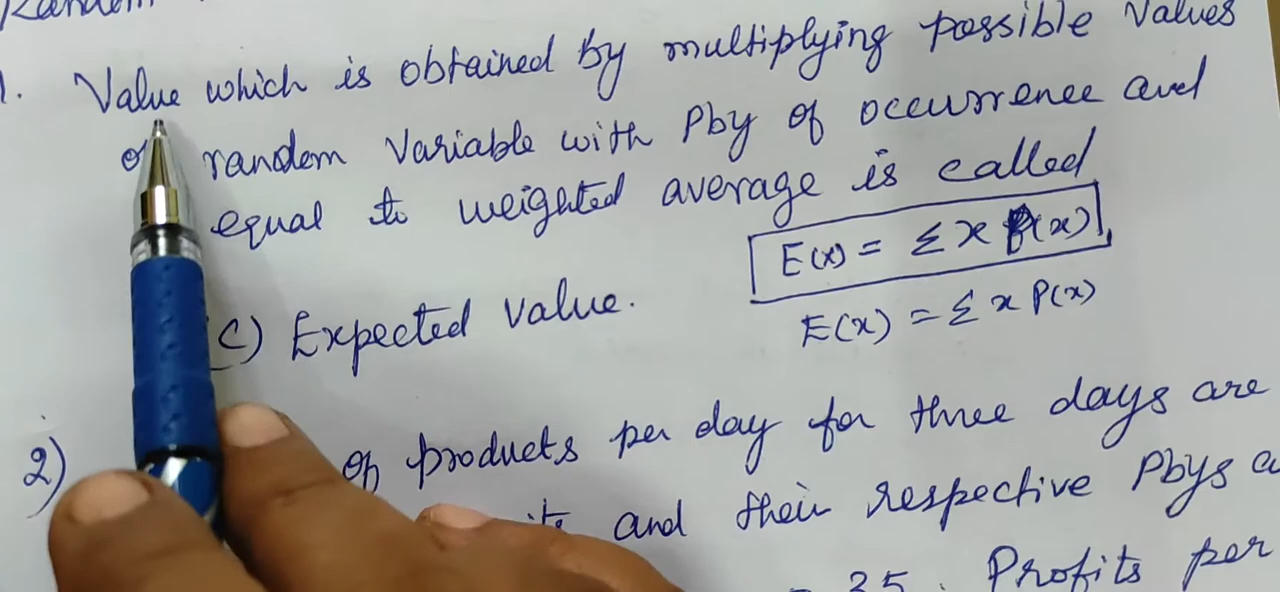 Random
1. Value which is obtained by multiplying possible values
of random variable with Pby of occurrence and
equal to weighted average is called
E(x) = Σ x P(x)
(c) Expected value.
E(x) = Σ x P(x)
2) of products per day for three days are
and their respective Pbys
35. Profits per